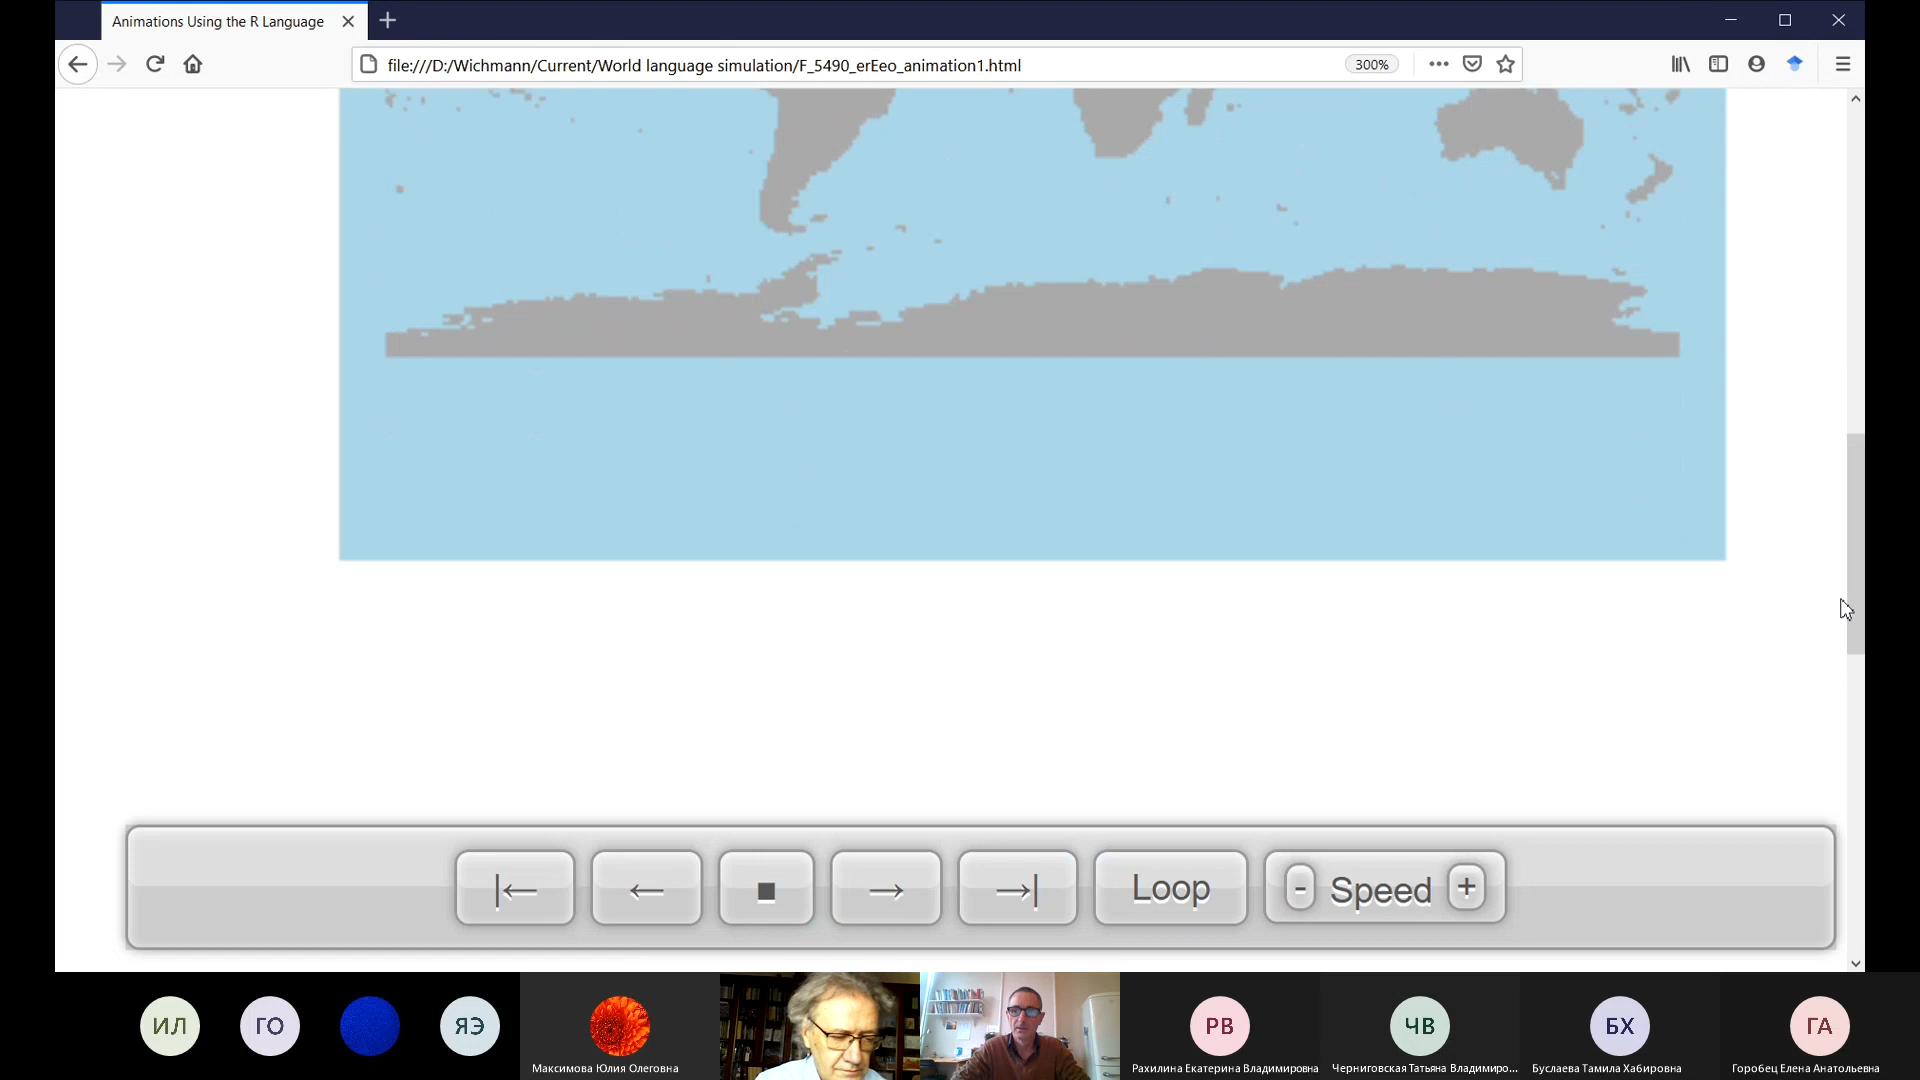 Animations Using the R Language
file:///D:/Wichmann/Current/World language simulation/F_5490_erEeo_animation1.html
300%
|← ← ■ → →| Loop - Speed +
ИЛ
ГО
ЯЭ
РВ
ЧВ
БХ
ГА
Максимова Юлия Олеговна
Рахилина Екатерина Владимировна
Черниговская Татьяна Владимиро...
Буслаева Тамила Хабировна
Горобец Елена Анатольевна